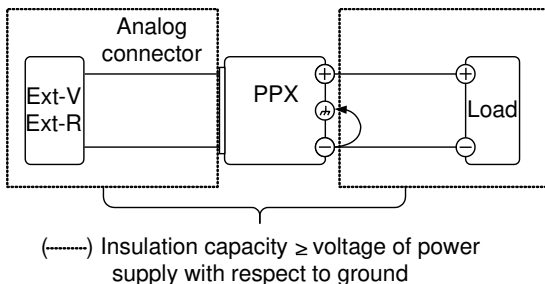 Analog
connector
Ext-V
Ext-R
PPX
+
+
Load
−
−
(--------) Insulation capacity ≥ voltage of power
supply with respect to ground